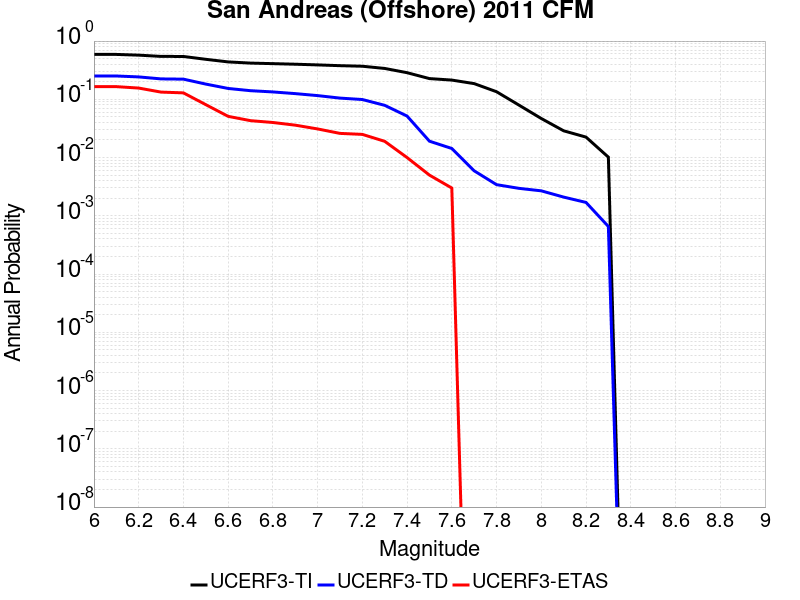 San Andreas (Offshore) 2011 CFM
10^0
10^-1
10^-2
10^-3
10^-4
10^-5
10^-6
10^-7
10^-8
Annual Probability
6 6.2 6.4 6.6 6.8 7 7.2 7.4 7.6 7.8 8 8.2 8.4 8.6 8.8 9
Magnitude
UCERF3-TI UCERF3-TD UCERF3-ETAS